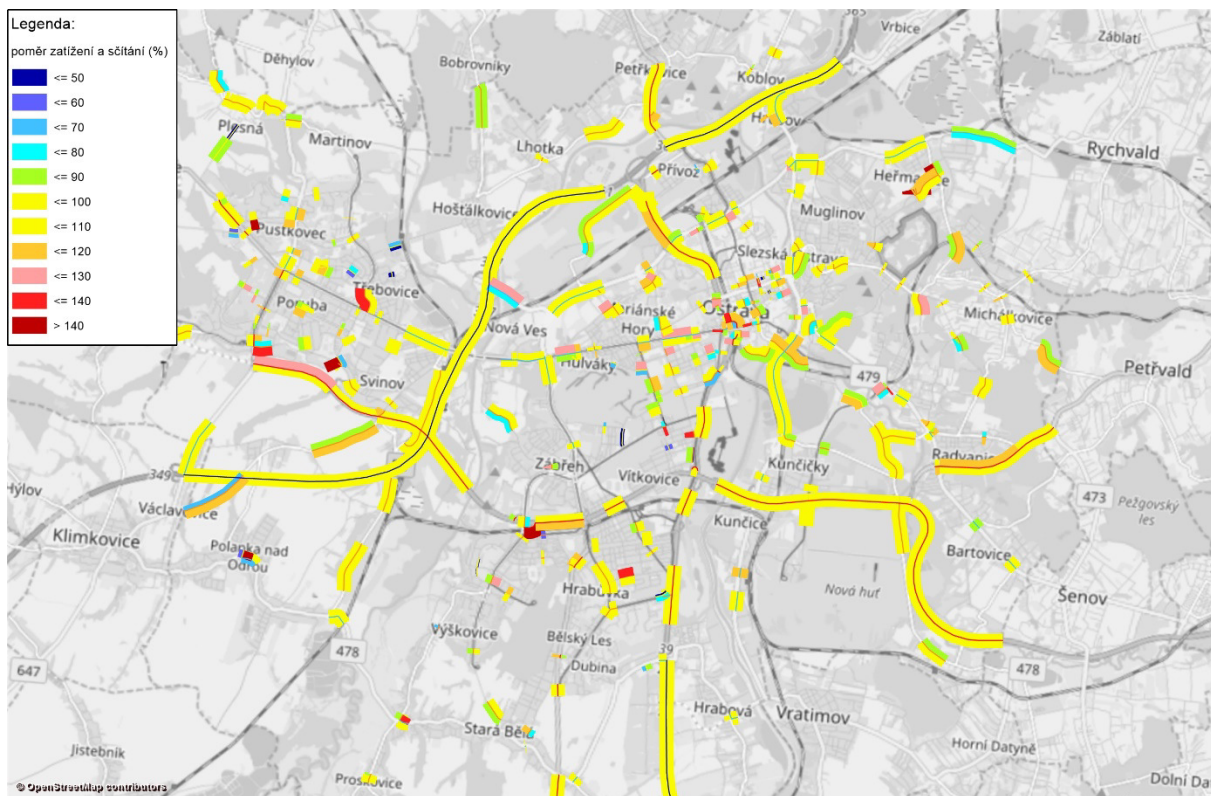 Legenda:
poměr zatížení a sčítání (%)
<= 50
<= 60
<= 70
<= 80
<= 90
<= 100
<= 110
<= 120
<= 130
<= 140
> 140
Děhylov
Bobrovníky
Petřkovice
Koblov
Vrbice
Záblatí
Plesná
Martinov
Lhotka
Hrušov
Přívoz
Heřmanice
Rychvald
Hošťálkovice
Muglinov
Pustkovec
Slezská Ostrava
Třebovice
Poruba
Mariánské
Hory
Ostrava
Michálkovice
Nová Ves
Hulváky
Svinov
479
Petřvald
349
Zábřeh
Vítkovice
Kunčičky
Radvanice
473
Pežgovský
les
Hýlov
Václavovice
Klimkovice
Kunčice
Polanka nad
Odrou
Bartovice
Hrabůvka
Nová huť
Šenov
Výškovice
Bělský Les
478
39
478
647
Dubina
Hrabová
Vratimov
Stará Bělá
Horní Datyně
Jistebník
Proskovice
Dolní Da
© OpenStreetMap contributors